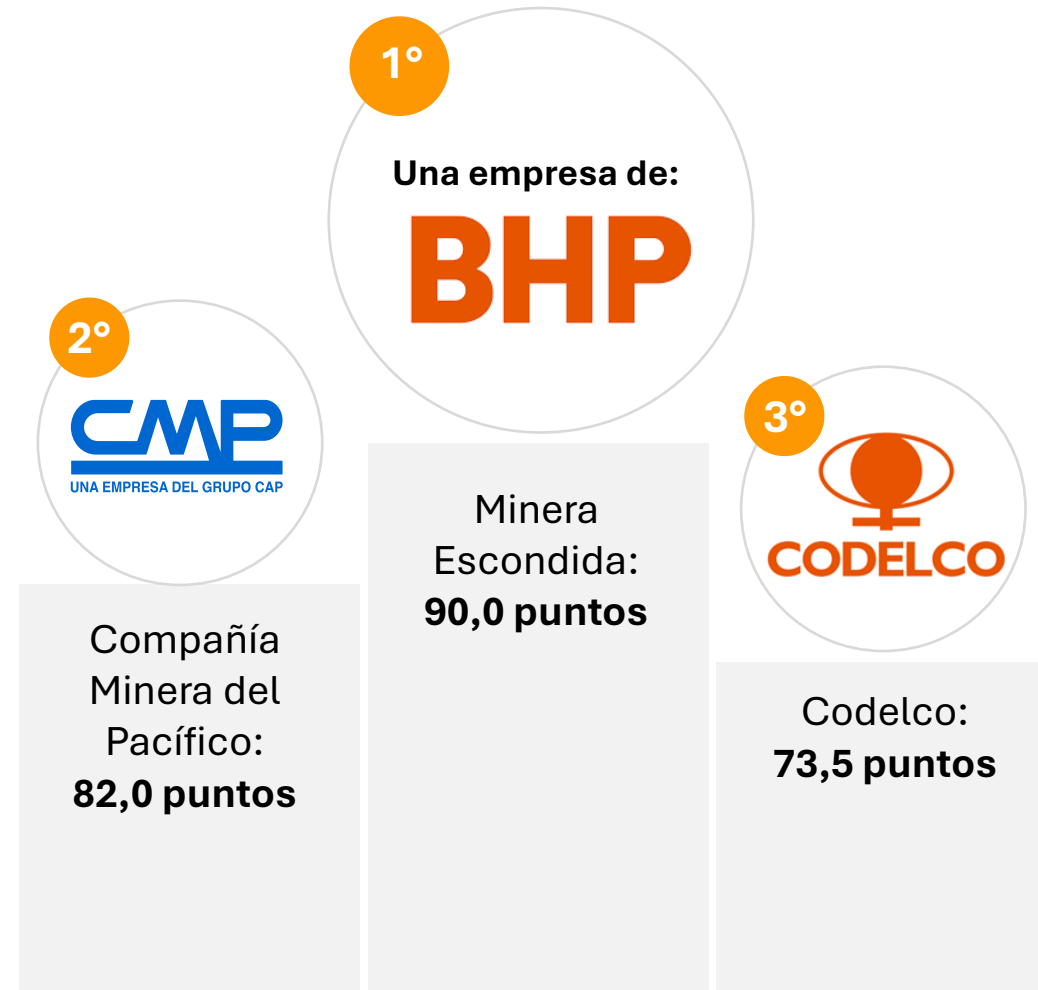 1°
Una empresa de:
BHP
2°
CMP
UNA EMPRESA DEL GRUPO CAP
3°
CODELCO
Minera
Escondida:
90,0 puntos
Compañía
Minera del
Pacífico:
82,0 puntos
Codelco:
73,5 puntos